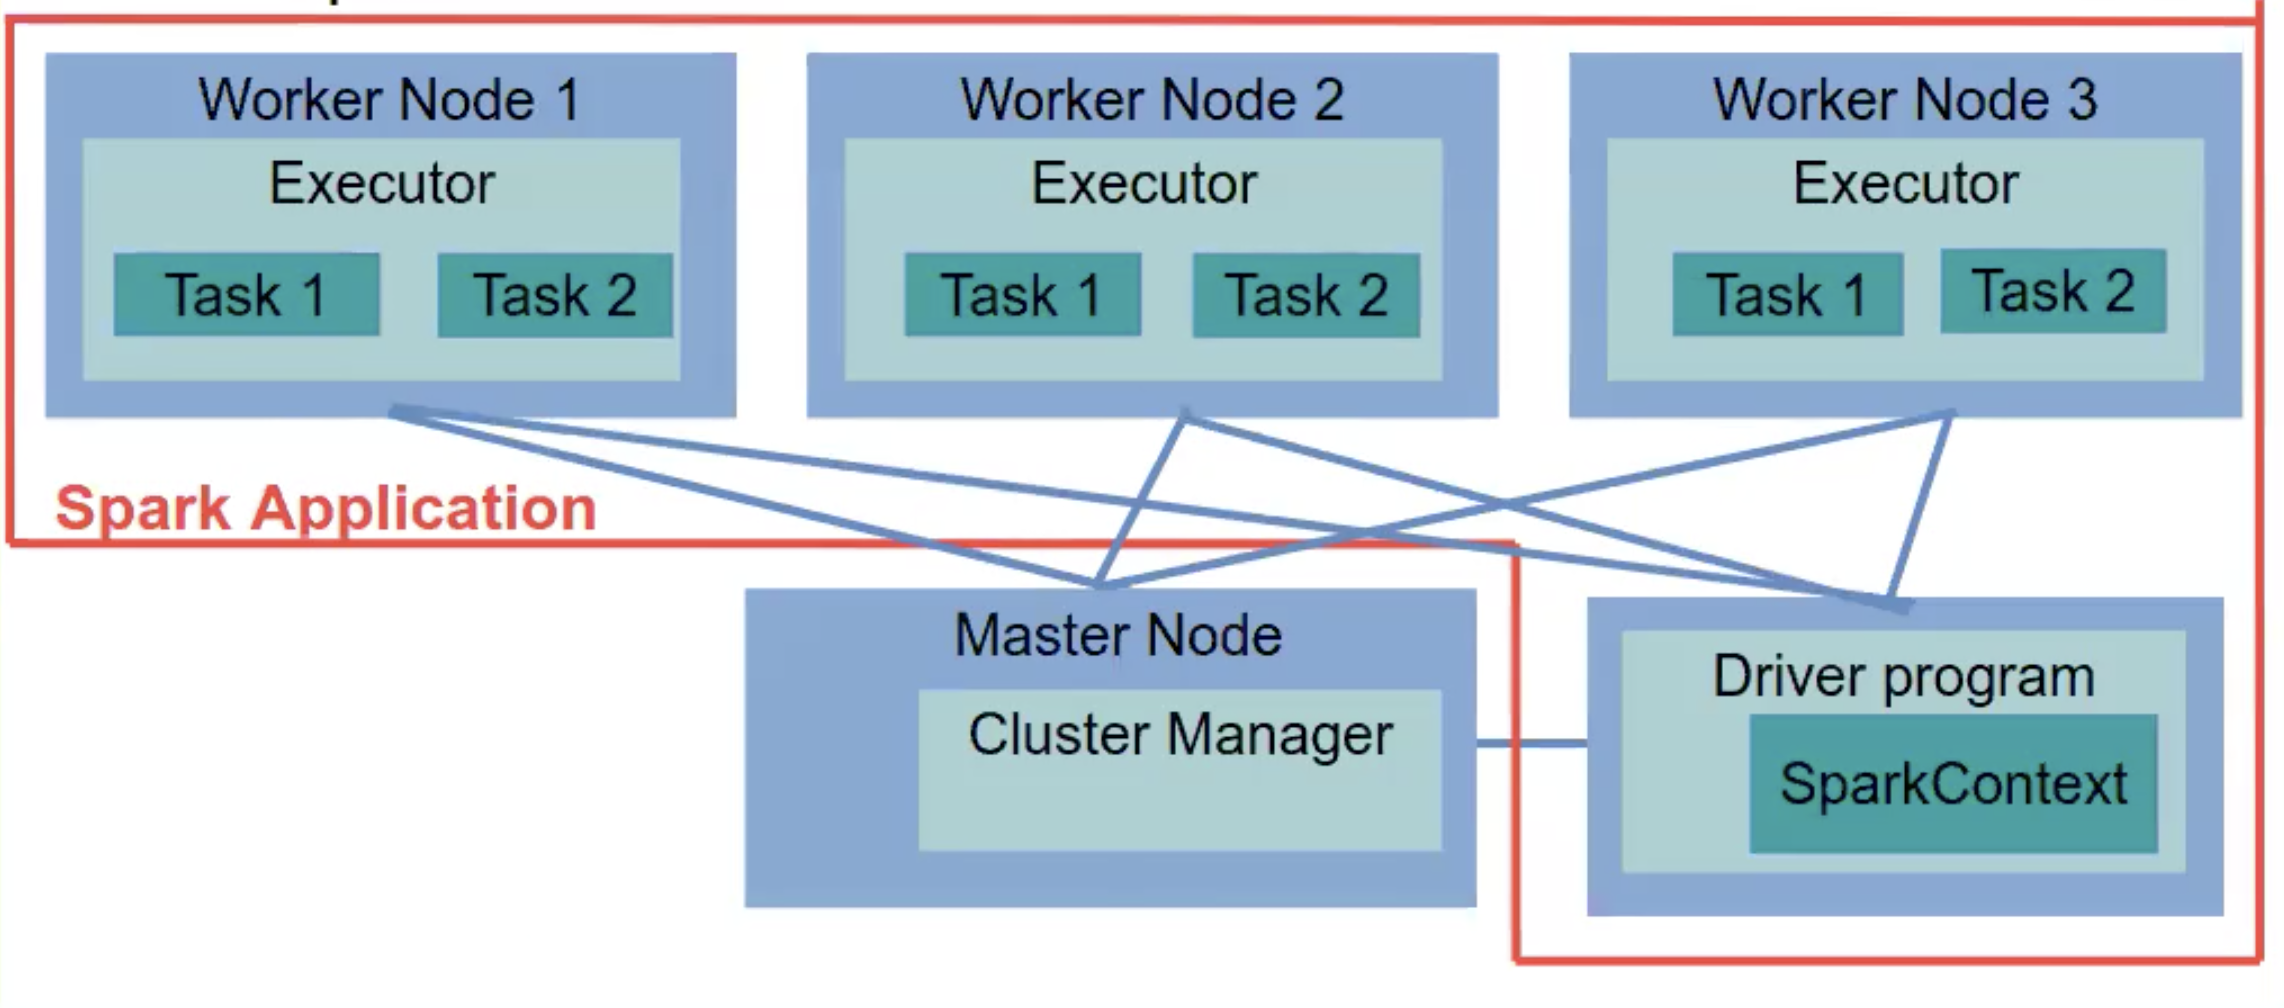 Worker Node 1
Executor
Task 1
Task 2
Worker Node 2
Executor
Task 1
Task 2
Worker Node 3
Executor
Task 1
Task 2
Spark Application
Master Node
Cluster Manager
Driver program
SparkContext